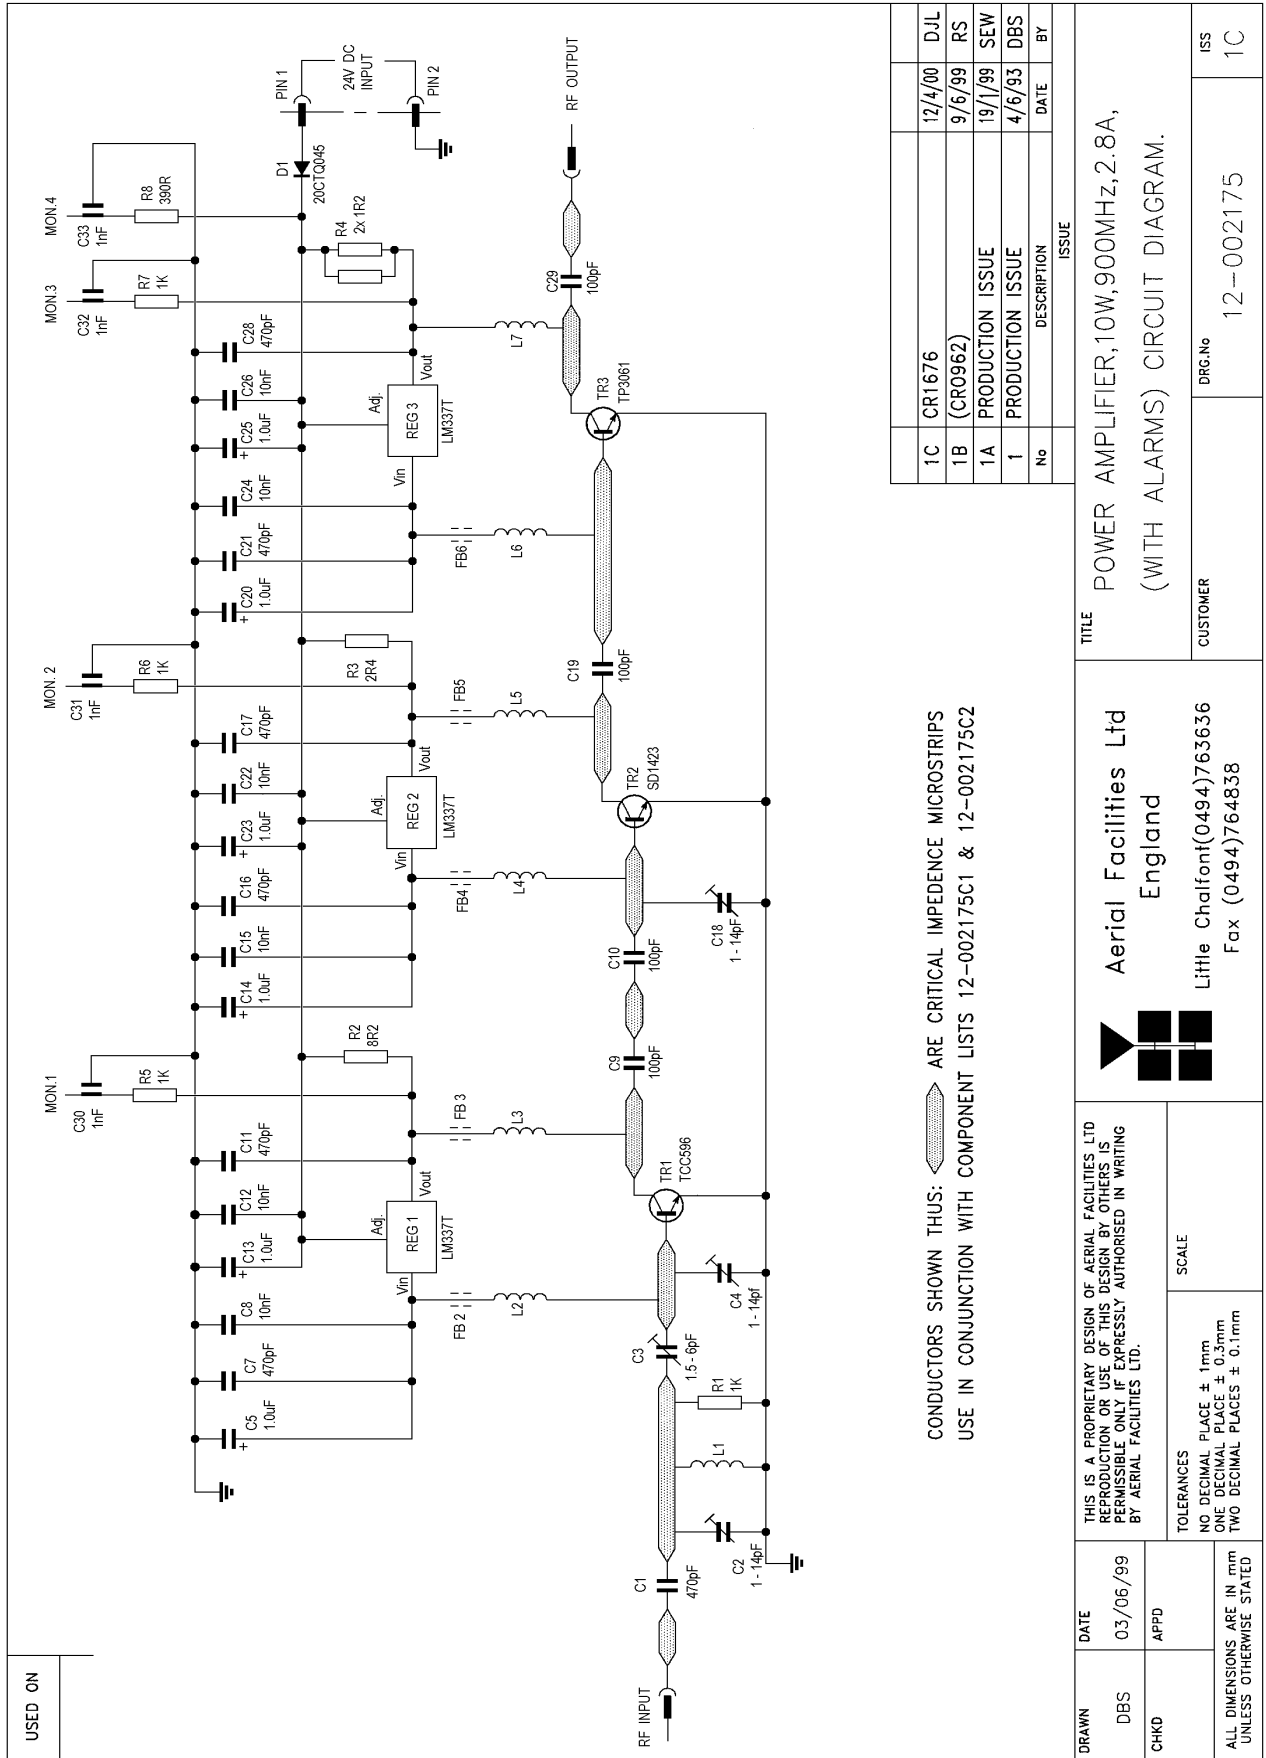 USED ON
MON.1
C30
1nF
R5
1K
MON. 2
C31
1nF
R6
1K
MON.3
C32
1nF
R7
1K
MON.4
C33
1nF
R8
390R
C5
1.0uF
+
C7
470pF
C8
10nF
C13
1.0uF
+
C12
10nF
C11
470pF
C14
1.0uF
+
C15
10nF
C16
470pF
C23
1.0uF
+
C22
10nF
C17
470pF
C20
1.0uF
+
C21
470pF
C24
10nF
C25
1.0uF
+
C26
10nF
C28
470pF
R2
8R2
R3
2R4
R4
2x 1R2
D1
20CTQ045
PIN 1
24V DC
INPUT
PIN 2
Vin
Adj.
Vout
REG 1
LM337T
Vin
Adj.
Vout
REG 2
LM337T
Vin
Adj.
Vout
REG 3
LM337T
FB 2
L2
FB 3
L3
FB4
L4
FB5
L5
FB6
L6
L7
RF INPUT
C1
470pF
C2
1 - 14pF
L1
R1
1K
C3
1.5 - 6pF
C4
1 - 14pf
TR1
TCC596
C9
100pF
C10
100pF
C18
1 - 14pF
TR2
SD1423
C19
100pF
TR3
TP3061
C29
100pF
RF OUTPUT
CONDUCTORS SHOWN THUS: ARE CRITICAL IMPEDENCE MICROSTRIPS
USE IN CONJUNCTION WITH COMPONENT LISTS 12-002175C1 & 12-002175C2
1C CR1676 12/4/00 DJL
1B (CR0962) 9/6/99 RS
1A PRODUCTION ISSUE 19/1/99 SEW
1 PRODUCTION ISSUE 4/6/93 DBS
No DESCRIPTION DATE BY
ISSUE
DRAWN
DBS
DATE
03/06/99
CHKD
APPD
ALL DIMENSIONS ARE IN mm
UNLESS OTHERWISE STATED
THIS IS A PROPRIETARY DESIGN OF AERIAL FACILITIES LTD
REPRODUCTION OR USE OF THIS DESIGN BY OTHERS IS
PERMISSIBLE ONLY IF EXPRESSLY AUTHORISED IN WRITING
BY AERIAL FACILITIES LTD.
TOLERANCES
NO DECIMAL PLACE ± 1mm
ONE DECIMAL PLACE ± 0.3mm
TWO DECIMAL PLACES ± 0.1mm
SCALE
Aerial Facilities Ltd
England
Little Chalfont(0494)763636
Fax (0494)764838
TITLE
POWER AMPLIFIER,10W,900MHz,2.8A,
(WITH ALARMS) CIRCUIT DIAGRAM.
CUSTOMER
DRG.No
12-002175
ISS
1C